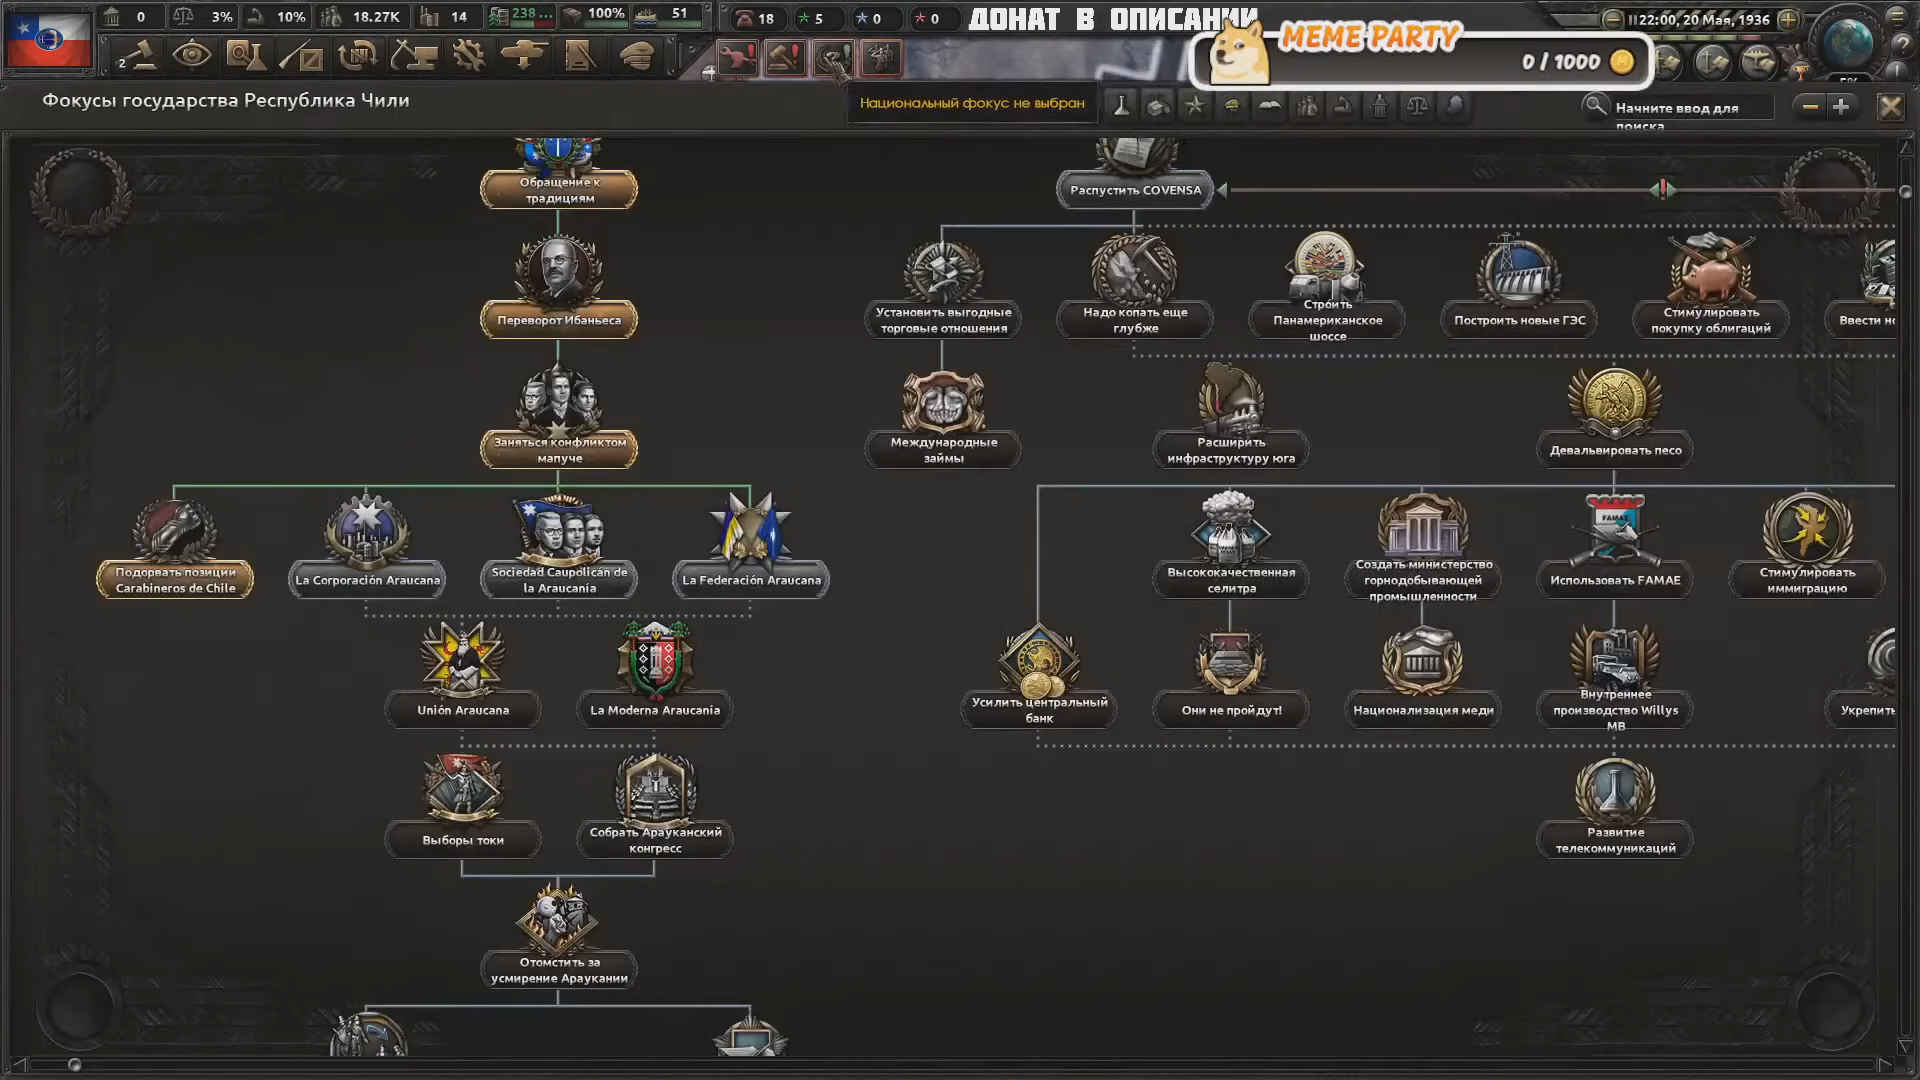 0
3%
10%
18.27K
14
238 ...
100%
51
18
5
0
0
ДОНАТ В ОПИСАНИИ
22:00, 20 Мая, 1936
2
MEME PARTY
0 / 1000
Фокусы государства Республика Чили
Национальный фокус не выбран
Начните ввод для
поиска
Обращение к
традициям
Распустить COVENSA
Переворот Ибаньеса
Установить выгодные
торговые отношения
Надо копать еще
глубже
Строить
Панамериканское
шоссе
Построить новые ГЭС
Стимулировать
покупку облигаций
Ввести но
Заняться конфликтом
мапуче
Международные
займы
Расширить
инфраструктуру юга
Девальвировать песо
Подорвать позиции
Carabineros de Chile
La Corporación Araucana
Sociedad Caupolicán de
la Araucanía
La Federación Araucana
Высококачественная
селитра
Создать министерство
горнодобывающей
промышленности
FAMAE
Использовать FAMAE
Стимулировать
иммиграцию
Unión Araucana
La Moderna Araucanía
Усилить центральный
банк
Они не пройдут!
Национализация меди
Внутреннее
производство Willys
MB
Укрепить
Выборы токи
Собрать Арауканский
конгресс
Развитие
телекоммуникаций
Отомстить за
усмирение Араукании